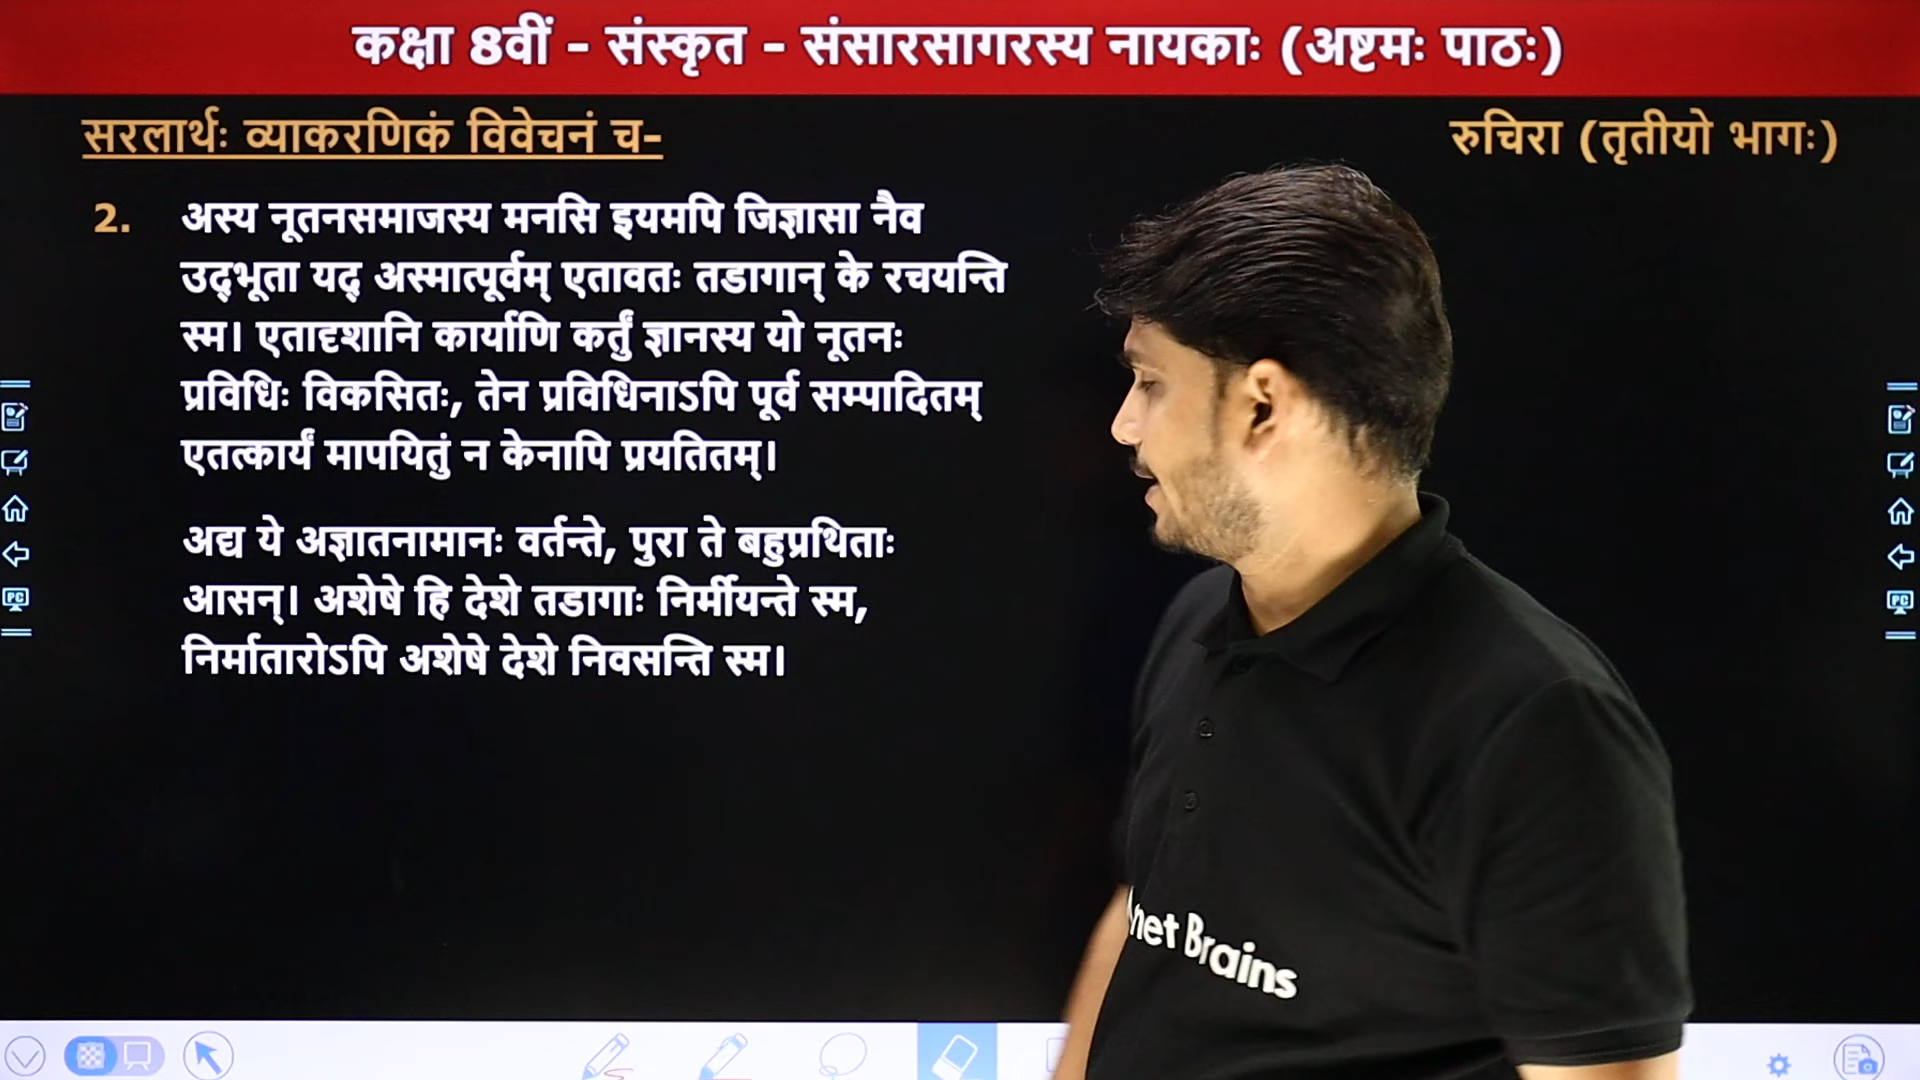 कक्षा 8वीं - संस्कृत - संसारसागरस्य नायकाः (अष्टमः पाठः)
सरलार्थः व्याकरणिकं विवेचनं च-
रुचिरा (तृतीयो भागः)
2. अस्य नूतनसमाजस्य मनसि इयमपि जिज्ञासा नैव
उद्‌भूता यद् अस्मात्पूर्वम् एतावतः तडागान् के रचयन्ति
स्म। एतादृशानि कार्याणि कर्तुं ज्ञानस्य यो नूतनः
प्रविधिः विकसितः, तेन प्रविधिनाऽपि पूर्व सम्पादितम्
एतत्कार्यं मापयितुं न केनापि प्रयतितम्।
अद्य ये अज्ञातनामानः वर्तन्ते, पुरा ते बहुप्रथिताः
आसन्। अशेषे हि देशे तडागाः निर्मीयन्ते स्म,
निर्मातारोऽपि अशेषे देशे निवसन्ति स्म।
PC
PC
Brains